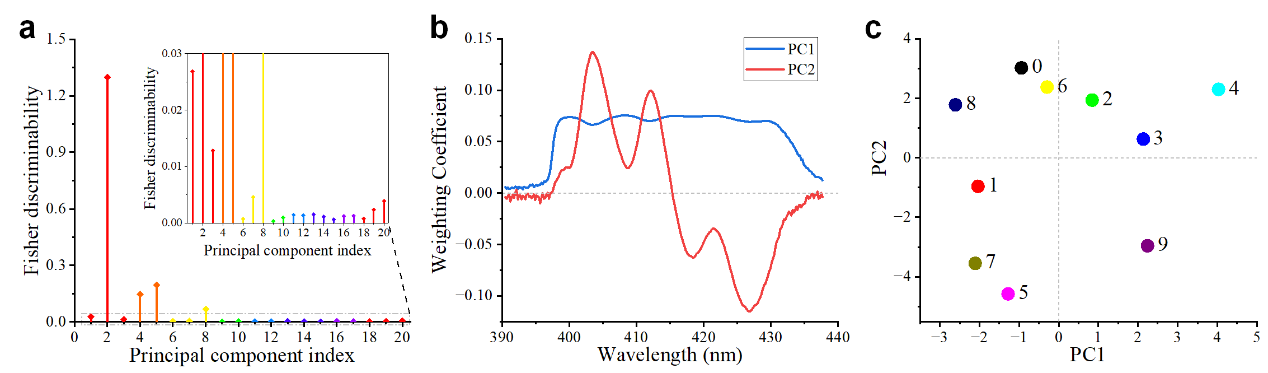 a
Fisher discriminability
1.5
1.2
0.9
0.6
0.3
0.0
0 2 4 6 8 10 12 14 16 18 20
Principal component index
Fisher discriminability
0.03
0.02
0.01
0.00
2 4 6 8 10 12 14 16 18 20
Principal component index
b
Weighting Coefficient
0.15
0.10
0.05
0.00
−0.05
−0.10
PC1
PC2
390 400 410 420 430 440
Wavelength (nm)
c
PC2
4
2
0
−2
−4
0
6
2
4
8
3
1
9
7
5
−3 −2 −1 0 1 2 3 4 5
PC1